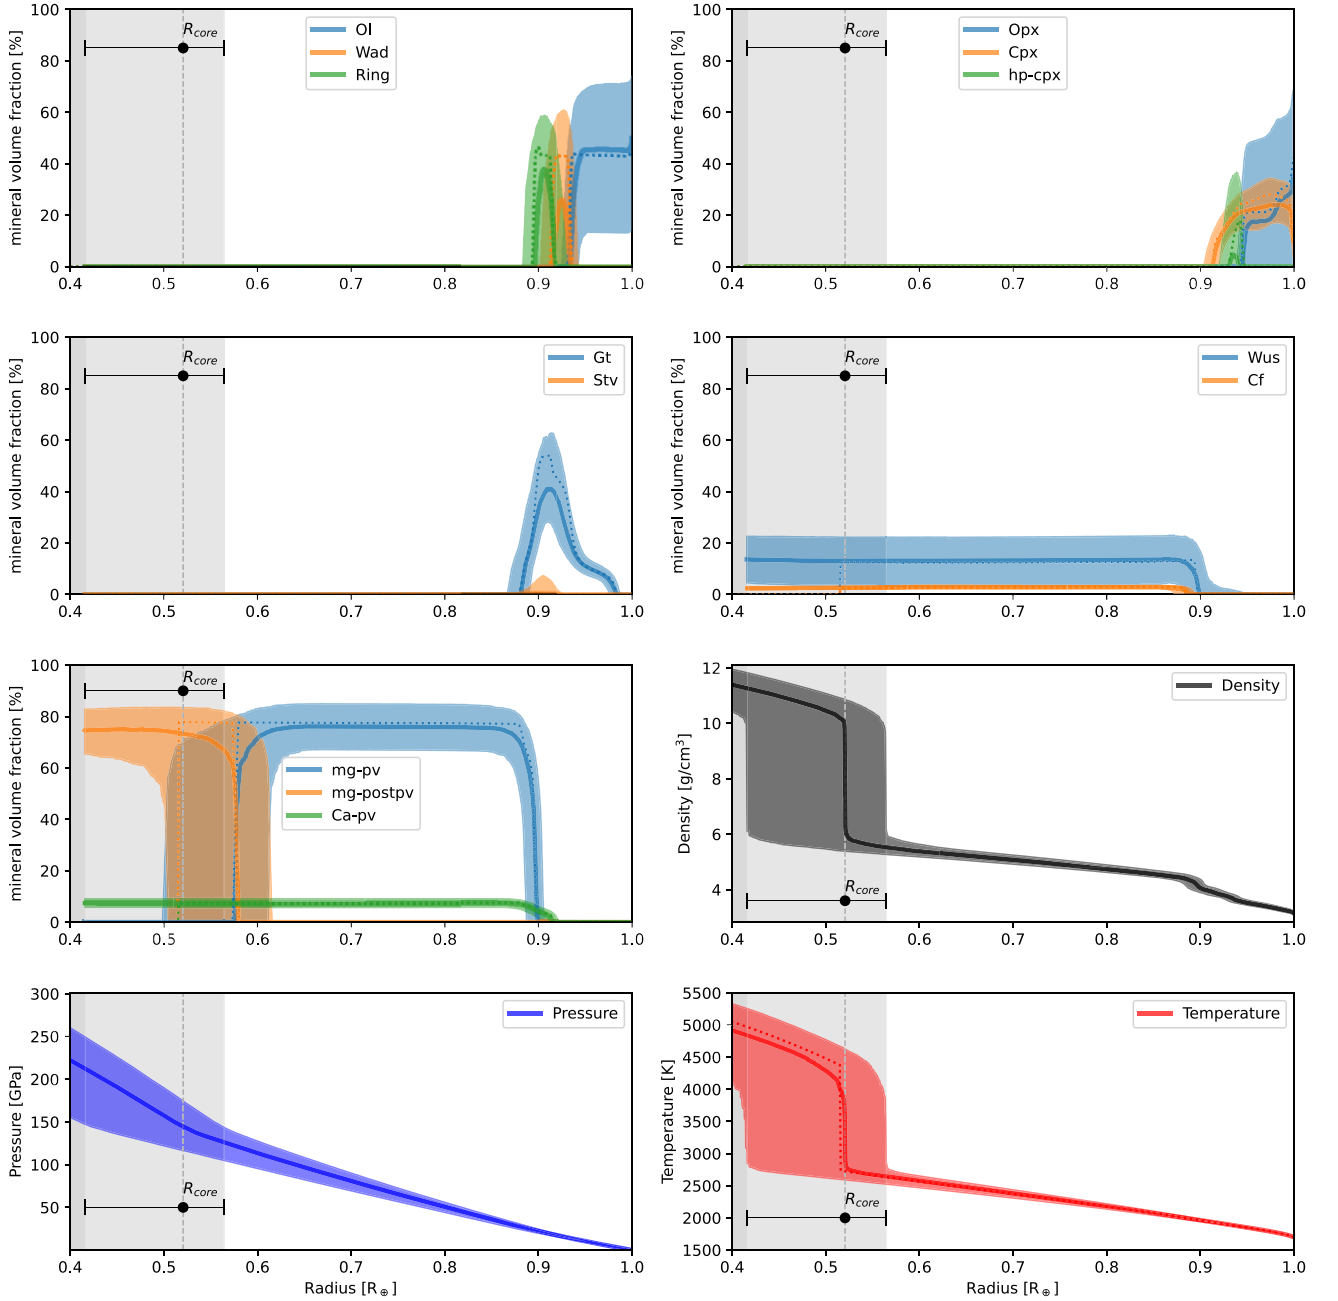 mineral volume fraction [%]
100
80
60
40
20
0
R_core
Ol
Wad
Ring
0.4 0.5 0.6 0.7 0.8 0.9 1.0
mineral volume fraction [%]
100
80
60
40
20
0
R_core
Opx
Cpx
hp-cpx
0.4 0.5 0.6 0.7 0.8 0.9 1.0
mineral volume fraction [%]
100
80
60
40
20
0
R_core
Gt
Stv
0.4 0.5 0.6 0.7 0.8 0.9 1.0
mineral volume fraction [%]
100
80
60
40
20
0
R_core
Wus
Cf
0.4 0.5 0.6 0.7 0.8 0.9 1.0
mineral volume fraction [%]
100
80
60
40
20
0
R_core
mg-pv
mg-postpv
Ca-pv
0.4 0.5 0.6 0.7 0.8 0.9 1.0
Density [g/cm³]
12
10
8
6
4
Density
R_core
0.4 0.5 0.6 0.7 0.8 0.9 1.0
Pressure [GPa]
300
250
200
150
100
50
Pressure
R_core
0.4 0.5 0.6 0.7 0.8 0.9 1.0
Radius [R⊕]
Temperature [K]
5500
5000
4500
4000
3500
3000
2500
2000
1500
Temperature
R_core
0.4 0.5 0.6 0.7 0.8 0.9 1.0
Radius [R⊕]